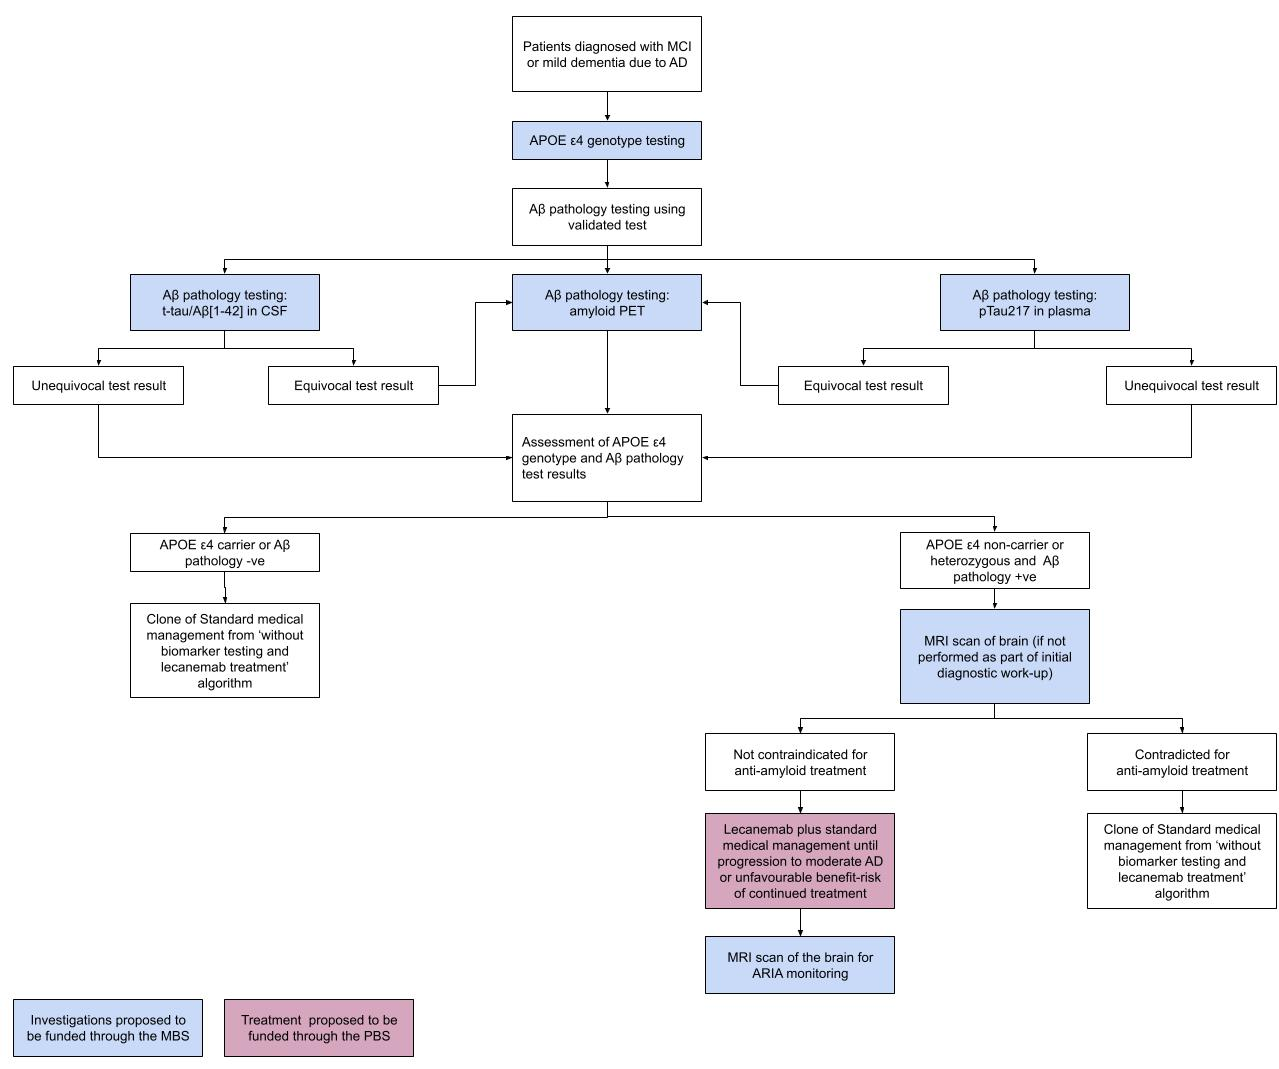 Patients diagnosed with MCI
or mild dementia due to AD
APOE ε4 genotype testing
Aβ pathology testing using
validated test
Aβ pathology testing:
t-tau/Aβ[1-42] in CSF
Aβ pathology testing:
amyloid PET
Aβ pathology testing:
pTau217 in plasma
Unequivocal test result
Equivocal test result
Equivocal test result
Unequivocal test result
Assessment of APOE ε4
genotype and Aβ pathology
test results
APOE ε4 carrier or Aβ
pathology -ve
APOE ε4 non-carrier or
heterozygous and Aβ
pathology +ve
Clone of Standard medical
management from ‘without
biomarker testing and
lecanemab treatment’
algorithm
MRI scan of brain (if not
performed as part of initial
diagnostic work-up)
Not contraindicated for
anti-amyloid treatment
Contradicted for
anti-amyloid treatment
Lecanemab plus standard
medical management until
progression to moderate AD
or unfavourable benefit-risk
of continued treatment
Clone of Standard medical
management from ‘without
biomarker testing and
lecanemab treatment’
algorithm
MRI scan of the brain for
ARIA monitoring
Investigations proposed to
be funded through the MBS
Treatment proposed to be
funded through the PBS